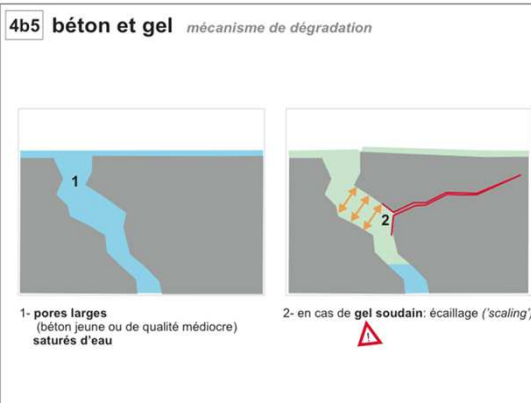 4b5 béton et gel mécanisme de dégradation
1
2
1- pores larges
(béton jeune ou de qualité médiocre)
saturés d'eau
2- en cas de gel soudain: écaillage ('scaling')
!